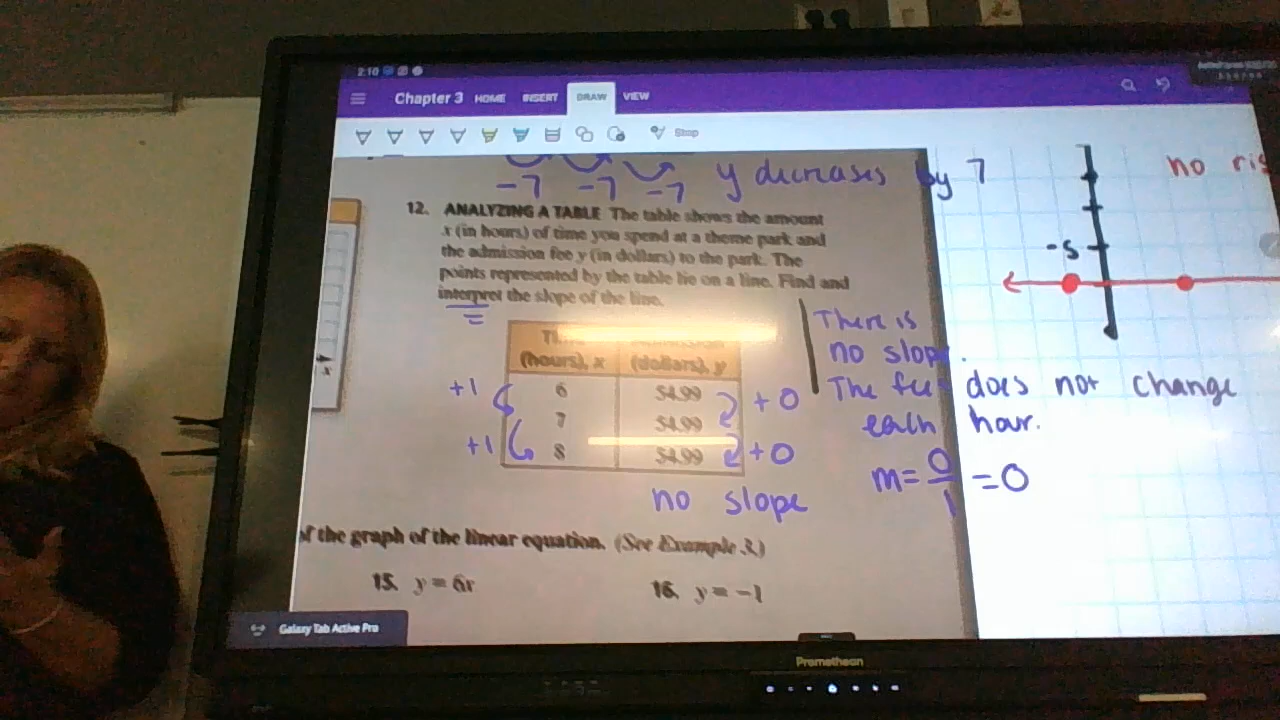 2:10
Chapter 3 HOME INSERT DRAW VIEW
Stop
-7 -7 -7 y decreases by 7
no
-5
12. ANALYZING A TABLE The table shows the amount
x (in hours) of time you spend at a theme park and
the admission fee y (in dollars) to the park. The
points represented by the table lie on a line. Find and
interpret the slope of the line.
x
(hours), x (dollars), y
6 54.99
7 54.99
8 54.99
+1 +0
+1 +0
no slope
There is
no slope.
The fee does not change
each hour.
m=0/1=0
of the graph of the linear equation. (See Example 3.)
15. y = 6x 16. y = -1
Galaxy Tab Active Pro
Promethean